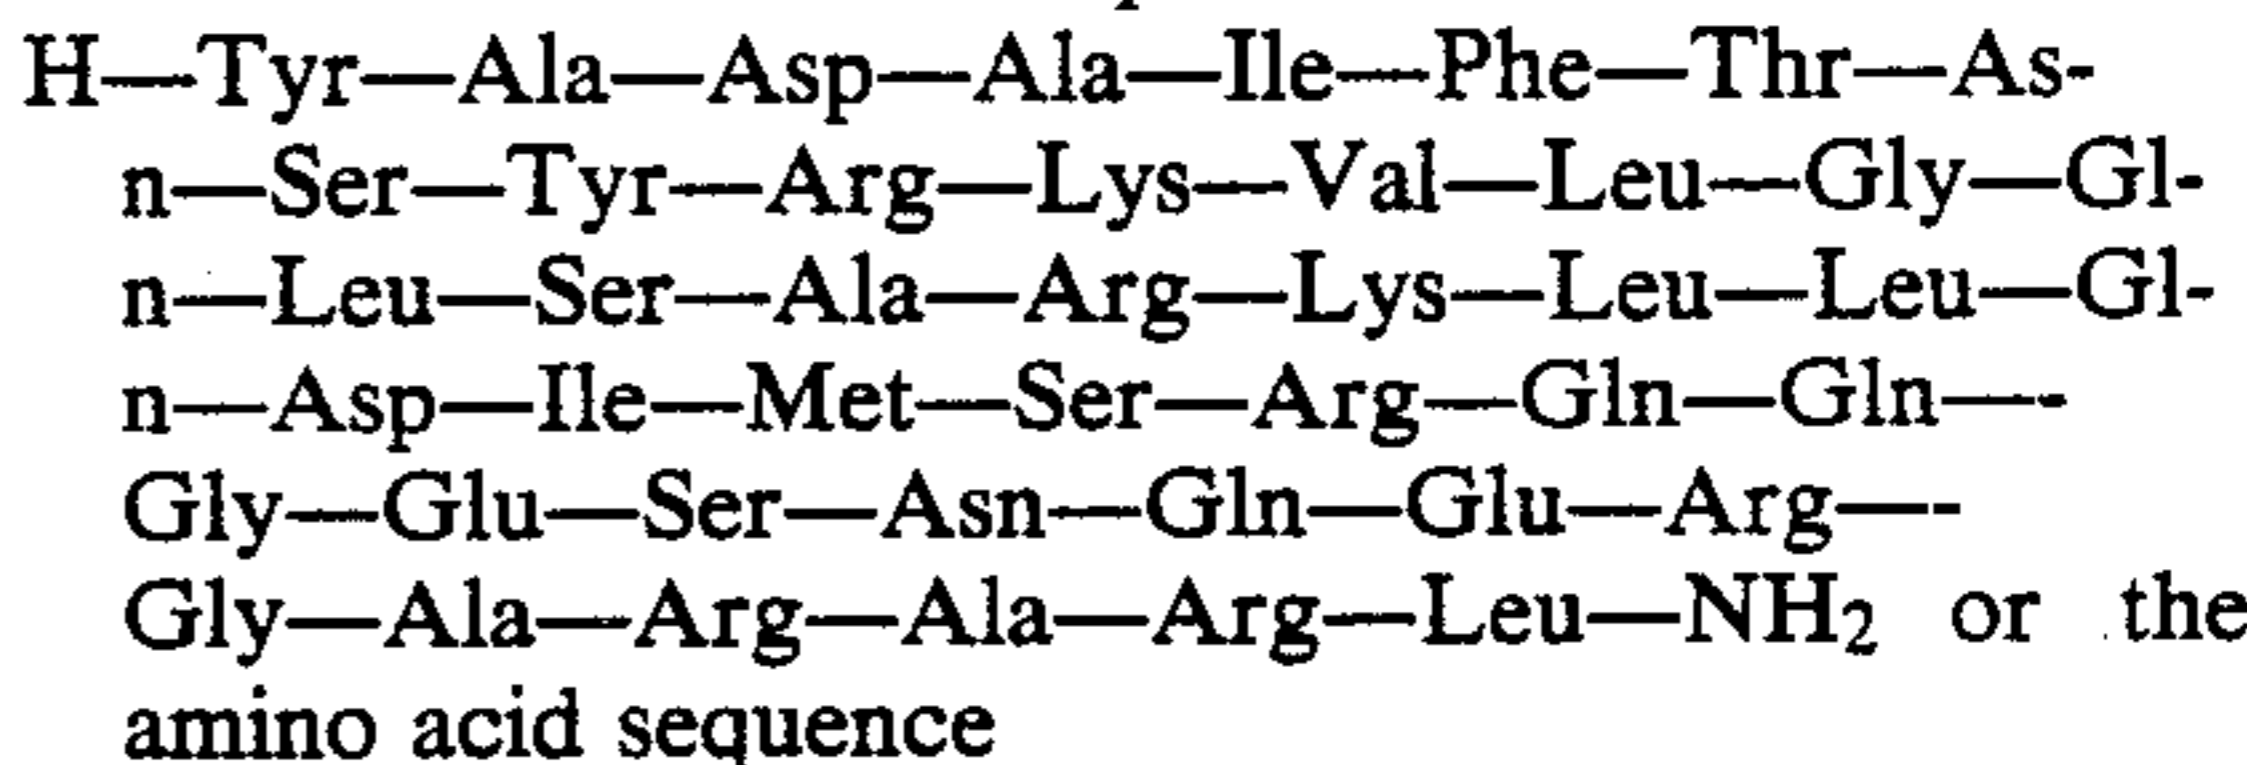 H—Tyr—Ala—Asp—Ala—Ile—Phe—Thr—As-
n—Ser—Tyr—Arg—Lys—Val—Leu—Gly—Gl-
n—Leu—Ser—Ala—Arg—Lys—Leu—Leu—Gl-
n—Asp—Ile—Met—Ser—Arg—Gln—Gln—-
Gly—Glu—Ser—Asn—Gln—Glu—Arg—-
Gly—Ala—Arg—Ala—Arg—Leu—NH₂ or the
amino acid sequence